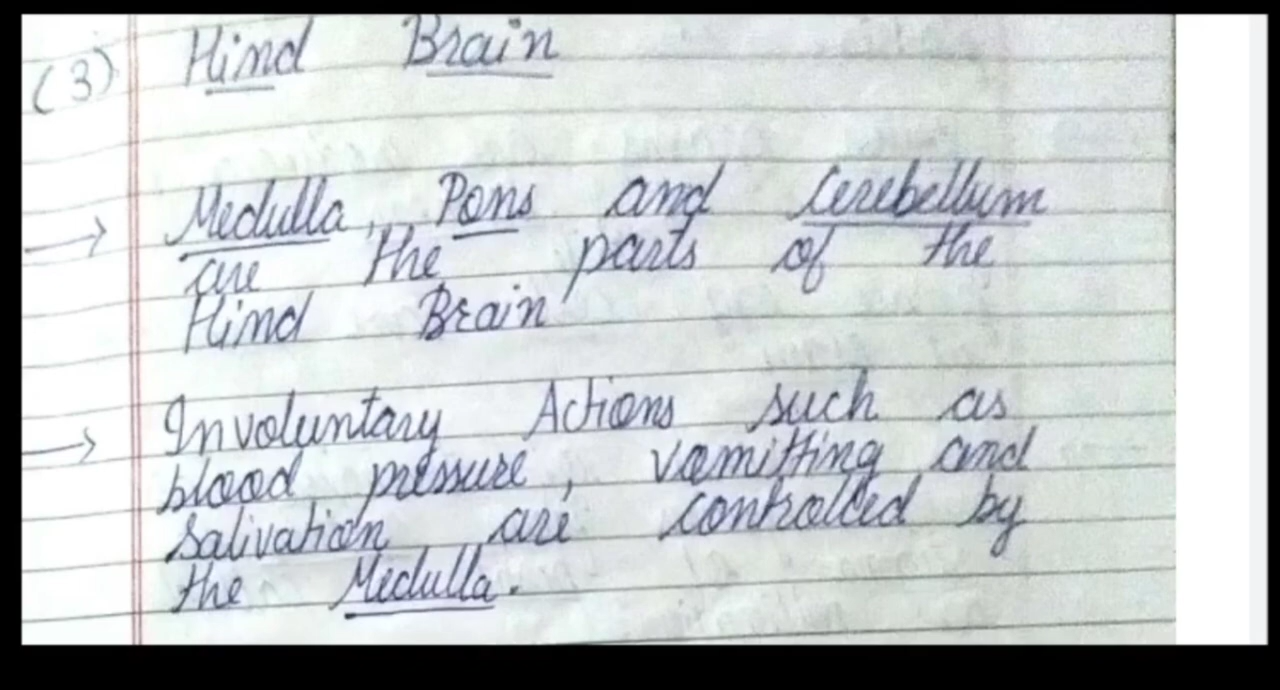 (3) Hind Brain
→ Medulla, Pons and Cerebellum
are the parts of the
Hind Brain
→ Involuntary Actions such as
blood pressure, vomitting and
salivation are controlled by
the Medulla.